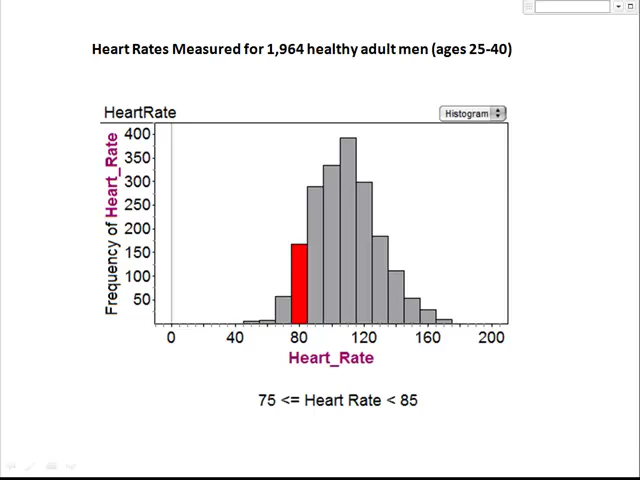 Heart Rates Measured for 1,964 healthy adult men (ages 25-40)
HeartRate
Histogram
Frequency of Heart_Rate
400
350
300
250
200
150
100
50
0 40 80 120 160 200
Heart_Rate
75 <= Heart Rate < 85